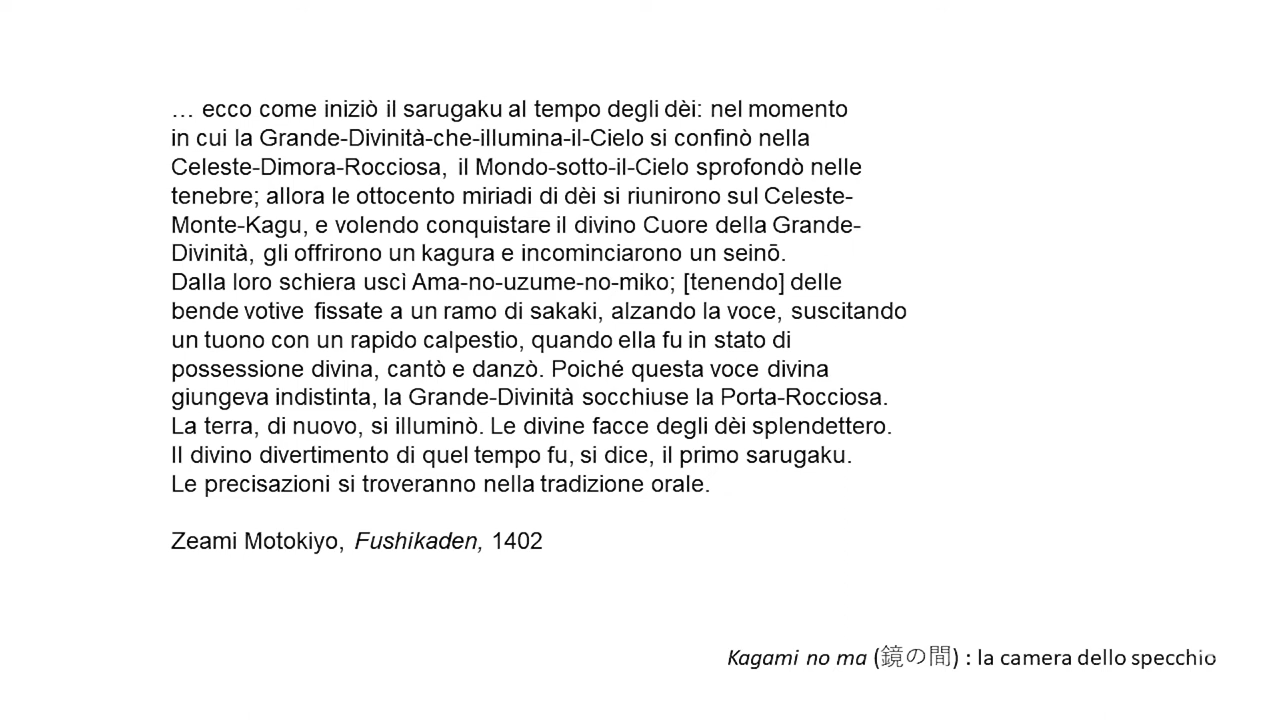 … ecco come iniziò il sarugaku al tempo degli dèi: nel momento
in cui la Grande-Divinità-che-illumina-il-Cielo si confinò nella
Celeste-Dimora-Rocciosa, il Mondo-sotto-il-Cielo sprofondò nelle
tenebre; allora le ottocento miriadi di dèi si riunirono sul Celeste-
Monte-Kagu, e volendo conquistare il divino Cuore della Grande-
Divinità, gli offrirono un kagura e incominciarono un seinō.
Dalla loro schiera uscì Ama-no-uzume-no-miko; [tenendo] delle
bende votive fissate a un ramo di sakaki, alzando la voce, suscitando
un tuono con un rapido calpestio, quando ella fu in stato di
possessione divina, cantò e danzò. Poiché questa voce divina
giungeva indistinta, la Grande-Divinità socchiuse la Porta-Rocciosa.
La terra, di nuovo, si illuminò. Le divine facce degli dèi splendettero.
Il divino divertimento di quel tempo fu, si dice, il primo sarugaku.
Le precisazioni si troveranno nella tradizione orale.
Zeami Motokiyo, Fushikaden, 1402
Kagami no ma (鏡の間) : la camera dello specchio